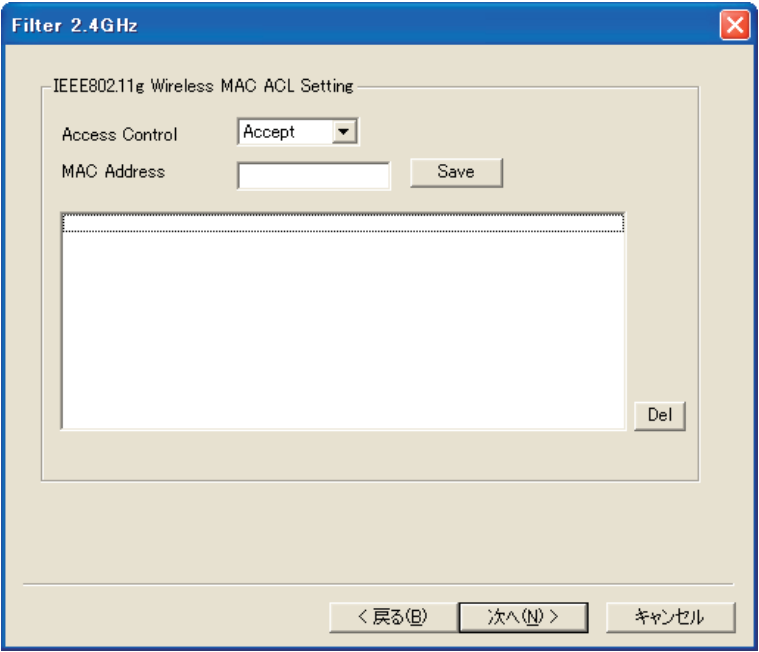 Filter 2.4GHz
IEEE802.11g Wireless MAC ACL Setting
Access Control
Accept
MAC Address
Save
Del
< 戻る(B)
次へ(N) >
キャンセル